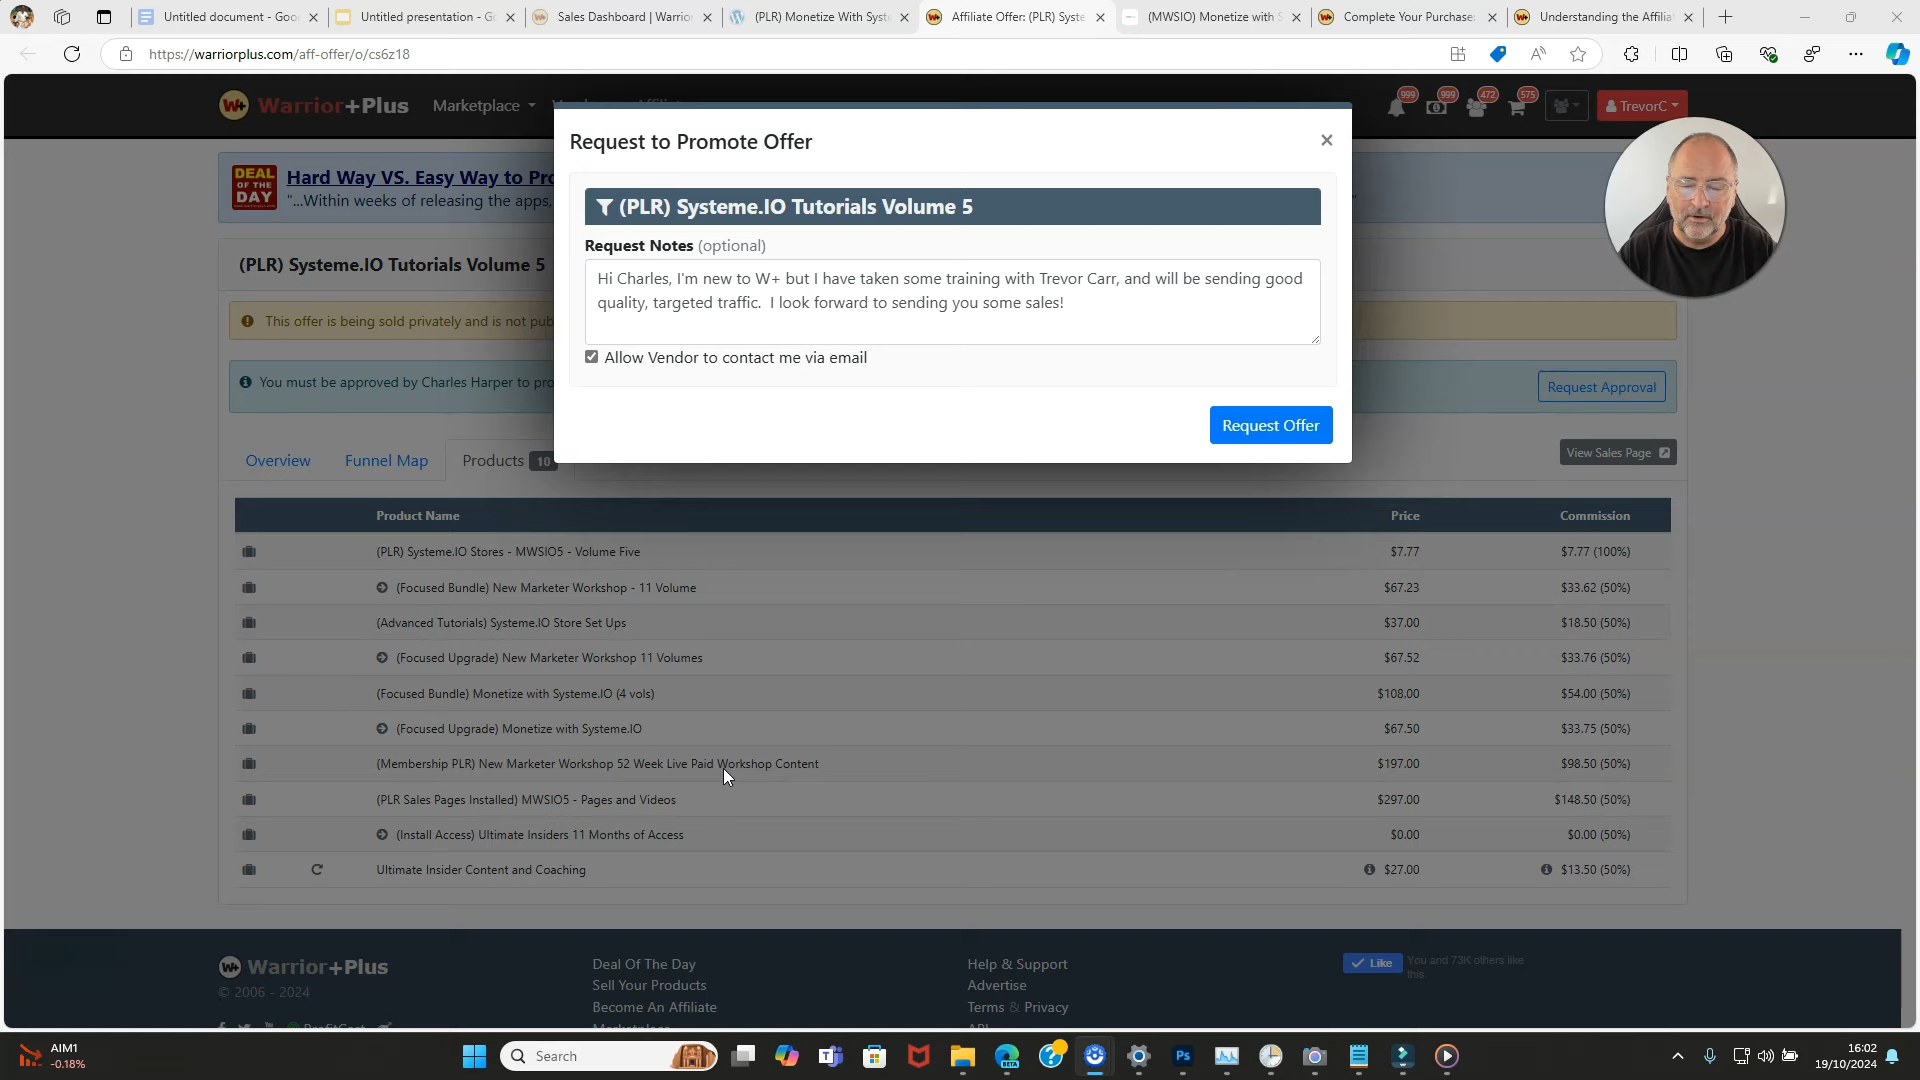 Untitled document - Goo
Untitled presentation - Go
Sales Dashboard | Warrio
(PLR) Monetize With Syst
Affiliate Offer: (PLR) Syste
(MWSIO) Monetize with S
Complete Your Purchase:
Understanding the Affilia
https://warriorplus.com/aff-offer/o/cs6z18
Warrior+Plus
Marketplace
999
999
472
575
TrevorC
DEAL OF THE DAY
Hard Way VS. Easy Way to Pro
"...Within weeks of releasing the apps,
Request to Promote Offer
(PLR) Systeme.IO Tutorials Volume 5
Request Notes (optional)
Hi Charles, I'm new to W+ but I have taken some training with Trevor Carr, and will be sending good
quality, targeted traffic.  I look forward to sending you some sales!
Allow Vendor to contact me via email
Request Offer
(PLR) Systeme.IO Tutorials Volume 5
This offer is being sold privately and is not pub
You must be approved by Charles Harper to pro
Request Approval
Overview
Funnel Map
Products 10
View Sales Page
Product Name Price Commission
(PLR) Systeme.IO Stores - MWSIO5 - Volume Five $7.77 $7.77 (100%)
(Focused Bundle) New Marketer Workshop - 11 Volume $67.23 $33.62 (50%)
(Advanced Tutorials) Systeme.IO Store Set Ups $37.00 $18.50 (50%)
(Focused Upgrade) New Marketer Workshop 11 Volumes $67.52 $33.76 (50%)
(Focused Bundle) Monetize with Systeme.IO (4 vols) $108.00 $54.00 (50%)
(Focused Upgrade) Monetize with Systeme.IO $67.50 $33.75 (50%)
(Membership PLR) New Marketer Workshop 52 Week Live Paid Workshop Content $197.00 $98.50 (50%)
(PLR Sales Pages Installed) MWSIO5 - Pages and Videos $297.00 $148.50 (50%)
(Install Access) Ultimate Insiders 11 Months of Access $0.00 $0.00 (50%)
Ultimate Insider Content and Coaching $27.00 $13.50 (50%)
Warrior+Plus
© 2006 - 2024
Deal Of The Day
Sell Your Products
Become An Affiliate
Help & Support
Advertise
Terms & Privacy
Like
You and 73K others like
this.
AIM1
-0.18%
Search
16:02
19/10/2024